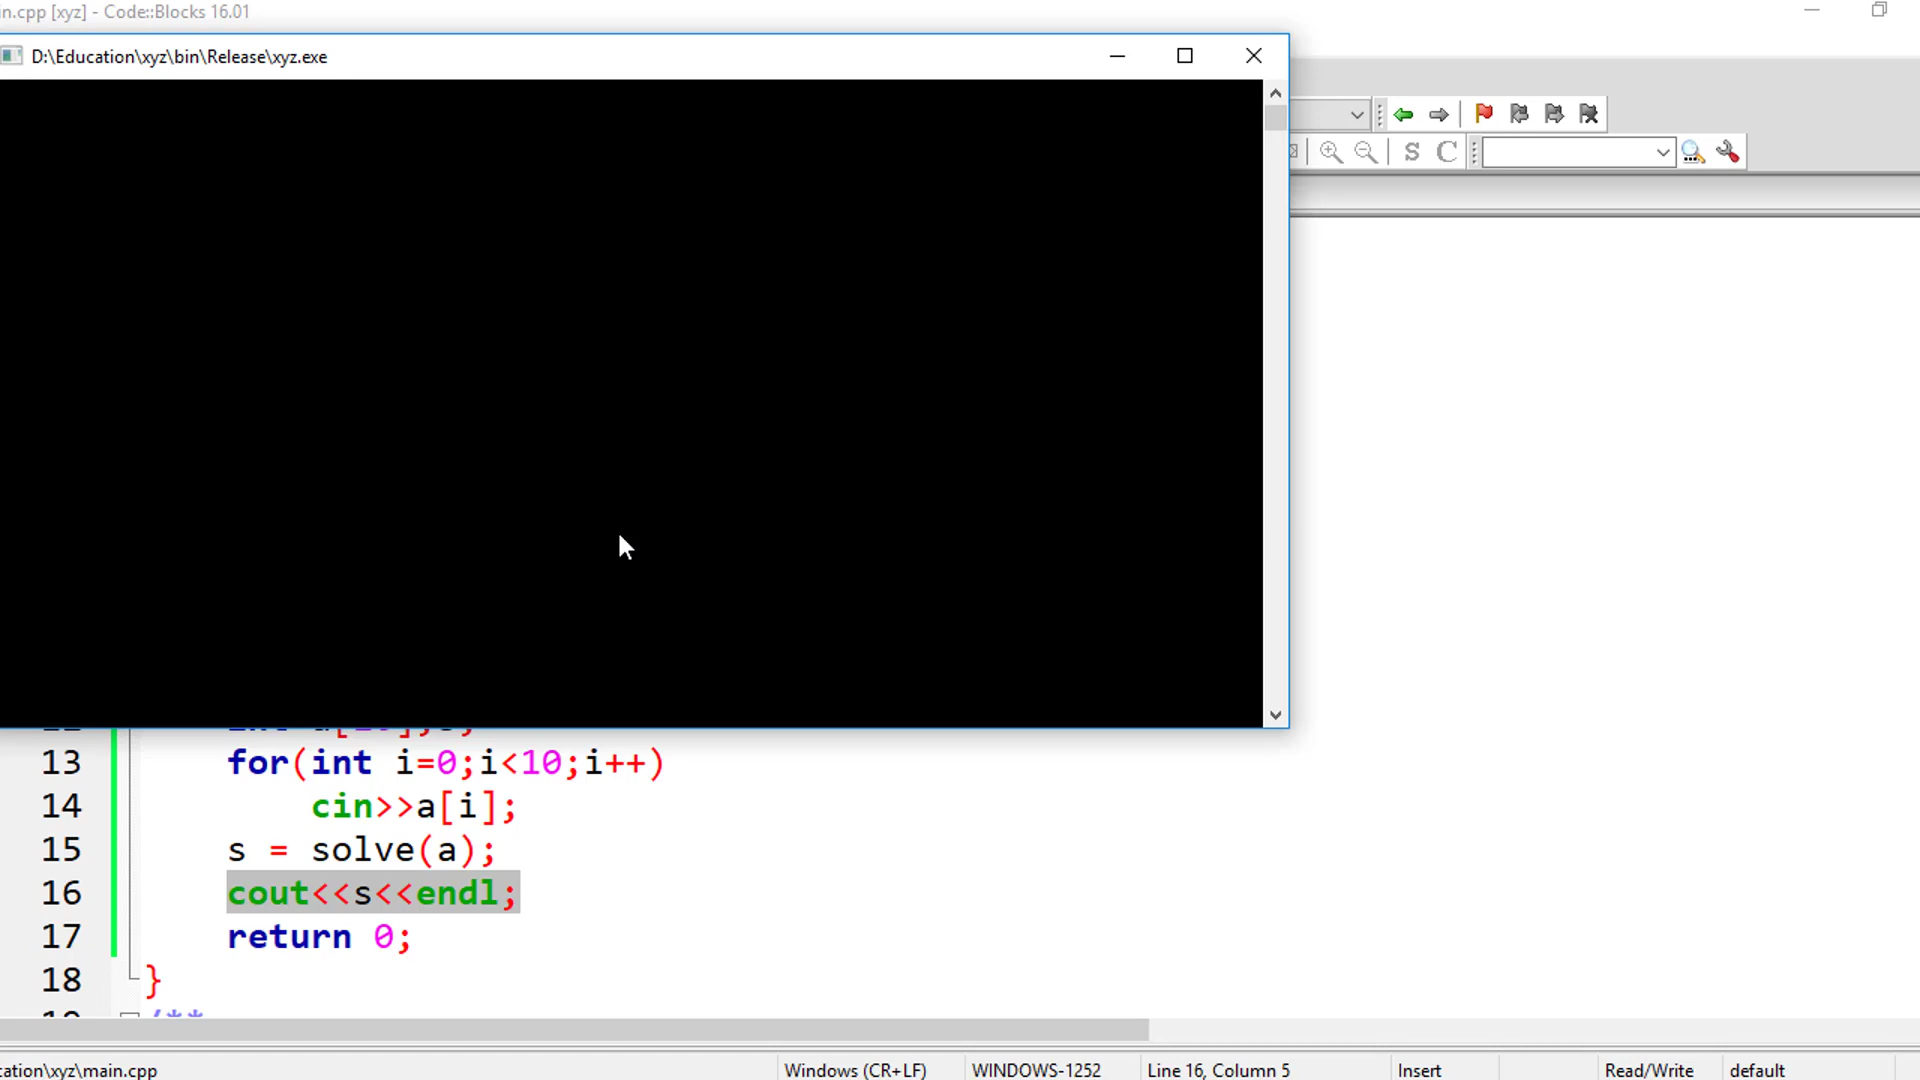 in.cpp [xyz] - Code::Blocks 16.01
D:\Education\xyz\bin\Release\xyz.exe
S C
13 for(int i=0;i<10;i++)
14 cin>>a[i];
15 s = solve(a);
16 cout<<s<<endl;
17 return 0;
18 }
/**
cation\xyz\main.cpp Windows (CR+LF) WINDOWS-1252 Line 16, Column 5 Insert Read/Write default